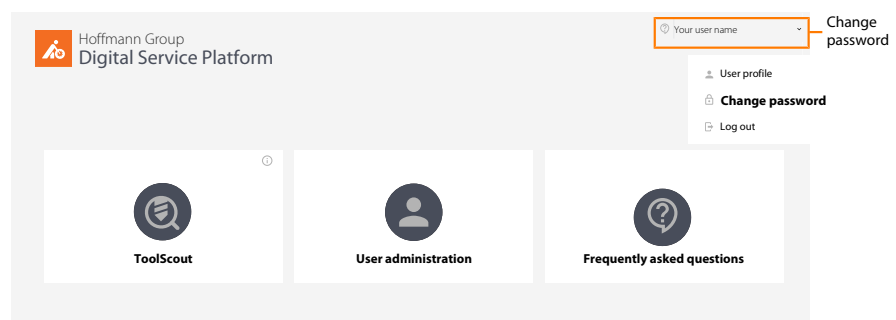 Hoffmann Group
Digital Service Platform
Your user name
Change
password
User profile
Change password
Log out
ToolScout
User administration
Frequently asked questions